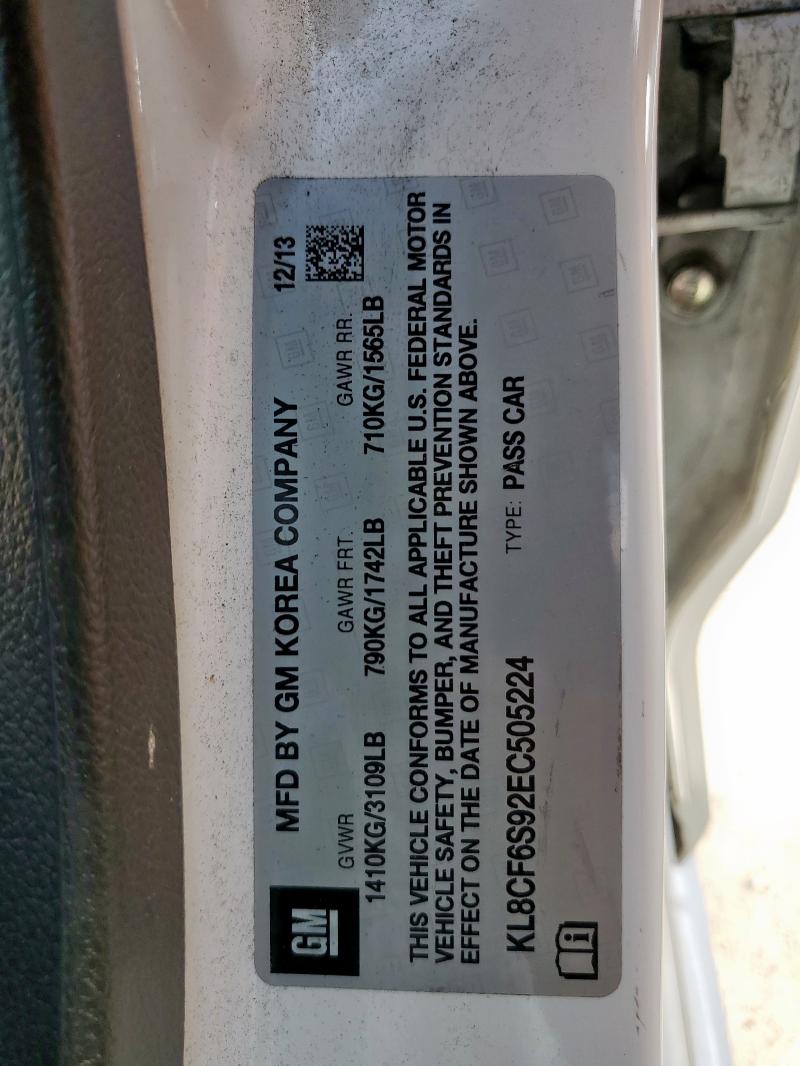 GM
MFD BY GM KOREA COMPANY 12/13
GVWR GAWR FRT. GAWR RR.
1410KG/3109LB 790KG/1742LB 710KG/1565LB
THIS VEHICLE CONFORMS TO ALL APPLICABLE U.S. FEDERAL MOTOR
VEHICLE SAFETY, BUMPER, AND THEFT PREVENTION STANDARDS IN
EFFECT ON THE DATE OF MANUFACTURE SHOWN ABOVE.
KL8CF6S92EC505224 TYPE: PASS CAR